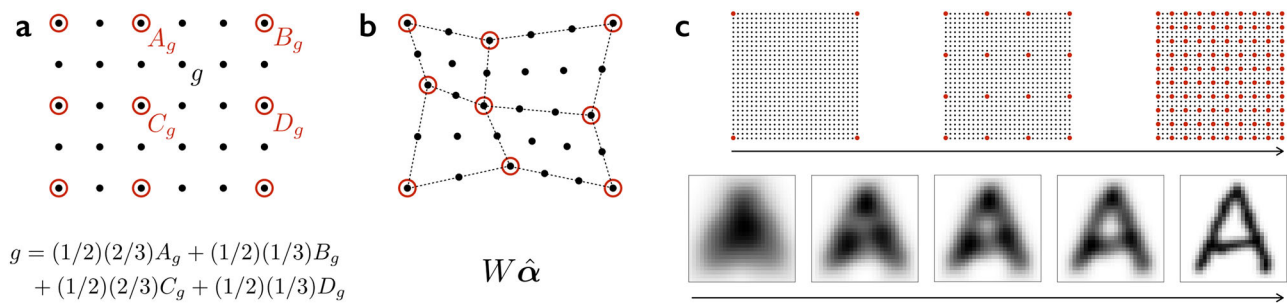 a
A_g
B_g
g
C_g
D_g
g = (1/2)(2/3)A_g + (1/2)(1/3)B_g
+ (1/2)(2/3)C_g + (1/2)(1/3)D_g
b
Wα̂
c
A
A
A
A
A